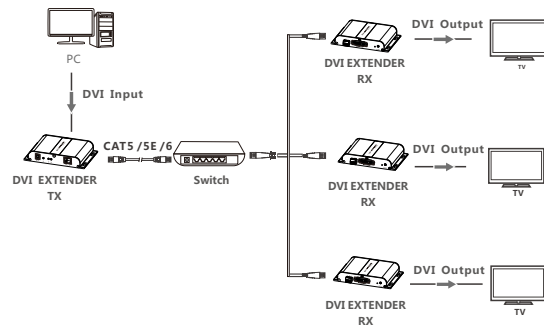 PC
DVI Input
DVI EXTENDER
TX
CAT5 /5E /6
Switch
DVI EXTENDER
RX
DVI Output
TV
DVI EXTENDER
RX
DVI Output
TV
DVI EXTENDER
RX
DVI Output
TV